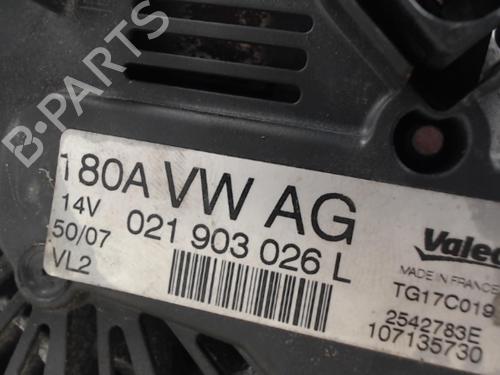 B-PARTS
180A VW AG
14V 021 903 026 L
50/07
VL2
Valeo
MADE IN FRANCE
TG17C019
2542783E
107135730